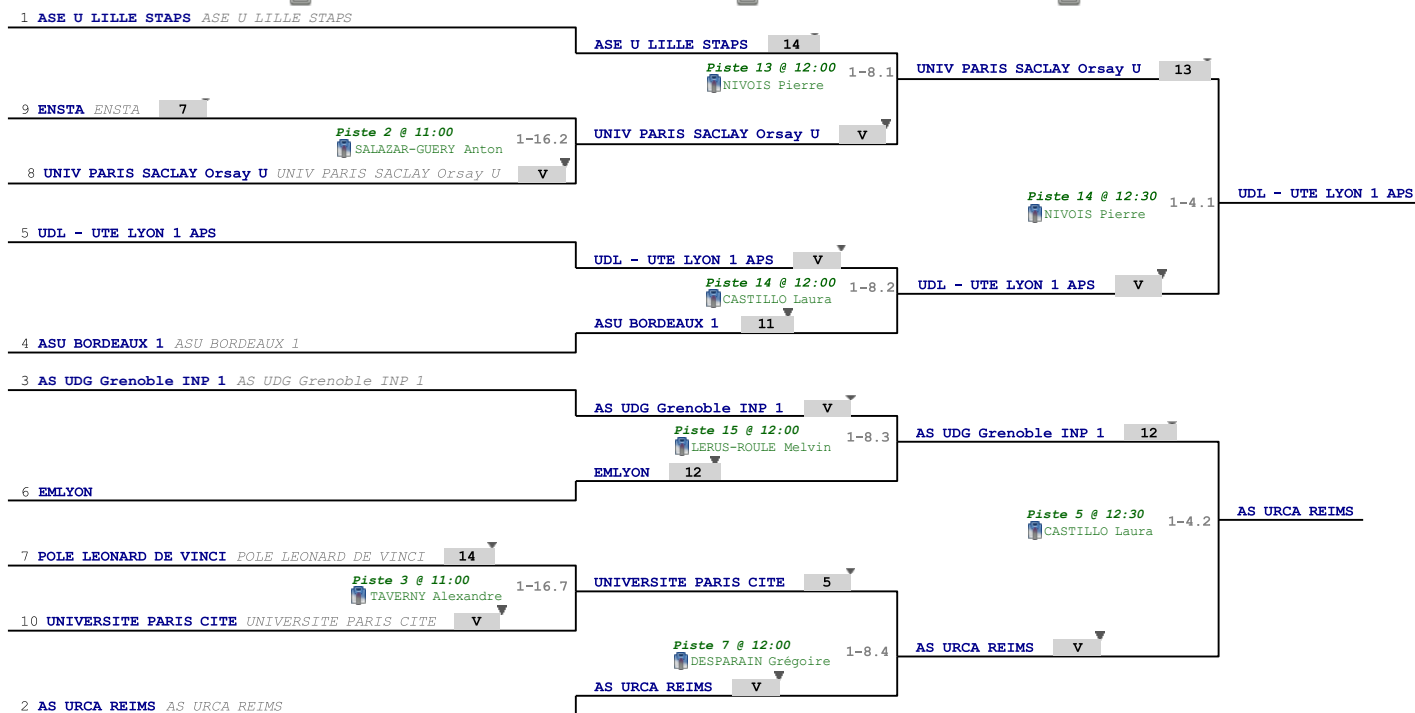 1 ASE U LILLE STAPS ASE U LILLE STAPS
ASE U LILLE STAPS 14
Piste 13 @ 12:00
NIVOIS Pierre
1-8.1
UNIV PARIS SACLAY Orsay U 13
9 ENSTA ENSTA 7
Piste 2 @ 11:00
SALAZAR-GUERY Anton
1-16.2
UNIV PARIS SACLAY Orsay U V
8 UNIV PARIS SACLAY Orsay U UNIV PARIS SACLAY Orsay U V
Piste 14 @ 12:30
NIVOIS Pierre
1-4.1
UDL - UTE LYON 1 APS
5 UDL - UTE LYON 1 APS
UDL - UTE LYON 1 APS V
Piste 14 @ 12:00
CASTILLO Laura
1-8.2
UDL - UTE LYON 1 APS V
ASU BORDEAUX 1 11
4 ASU BORDEAUX 1 ASU BORDEAUX 1
3 AS UDG Grenoble INP 1 AS UDG Grenoble INP 1
AS UDG Grenoble INP 1 V
Piste 15 @ 12:00
LERUS-ROULE Melvin
1-8.3
AS UDG Grenoble INP 1 12
EMLYON 12
6 EMLYON
Piste 5 @ 12:30
CASTILLO Laura
1-4.2
AS URCA REIMS
7 POLE LEONARD DE VINCI POLE LEONARD DE VINCI 14
Piste 3 @ 11:00
TAVERNY Alexandre
1-16.7
UNIVERSITE PARIS CITE 5
10 UNIVERSITE PARIS CITE UNIVERSITE PARIS CITE V
Piste 7 @ 12:00
DESPARAIN Grégoire
1-8.4
AS URCA REIMS V
AS URCA REIMS V
2 AS URCA REIMS AS URCA REIMS